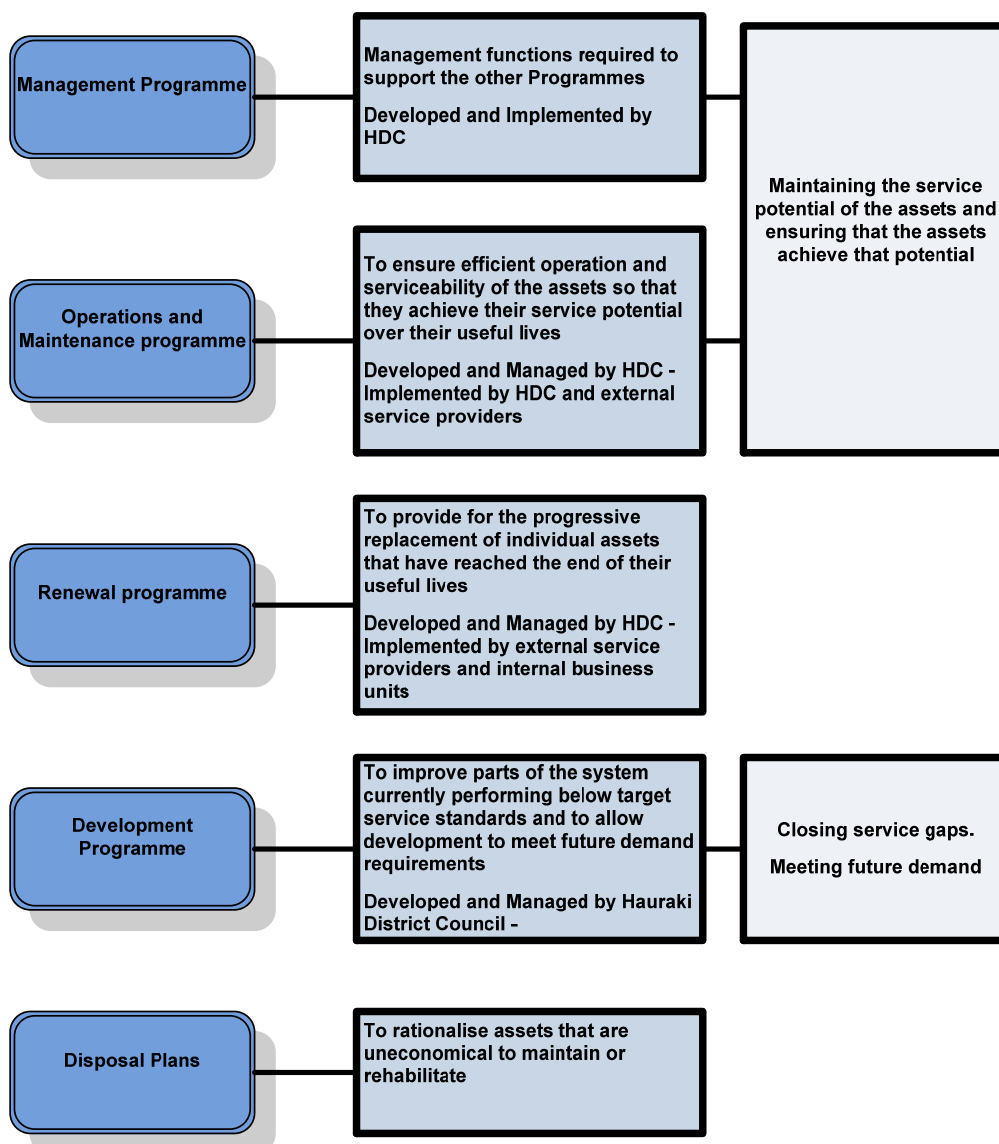 Management Programme
Management functions required to
support the other Programmes
Developed and Implemented by
HDC
Maintaining the service
potential of the assets and
ensuring that the assets
achieve that potential
Operations and
Maintenance programme
To ensure efficient operation and
serviceability of the assets so that
they achieve their service potential
over their useful lives
Developed and Managed by HDC -
Implemented by HDC and external
service providers
Renewal programme
To provide for the progressive
replacement of individual assets
that have reached the end of their
useful lives
Developed and Managed by HDC -
Implemented by external service
providers and internal business
units
Development
Programme
To improve parts of the system
currently performing below target
service standards and to allow
development to meet future demand
requirements
Developed and Managed by Hauraki
District Council -
Closing service gaps.
Meeting future demand
Disposal Plans
To rationalise assets that are
uneconomical to maintain or
rehabilitate